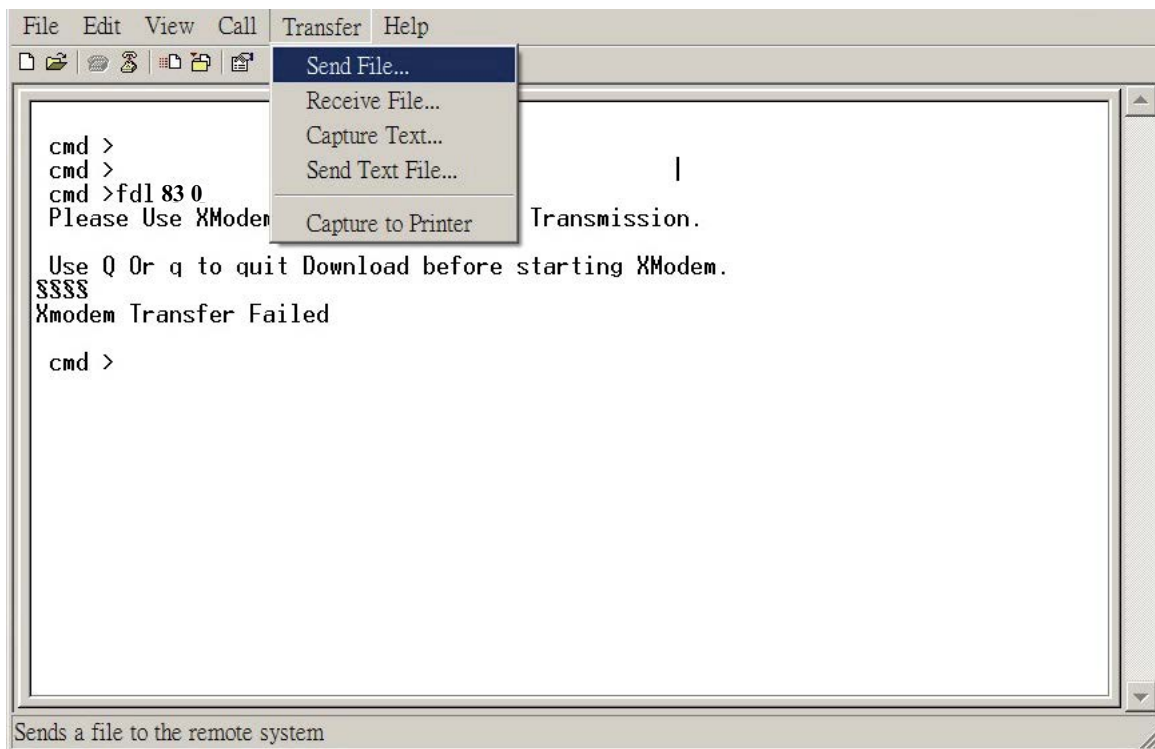 File Edit View Call Transfer Help
Send File...
Receive File...
Capture Text...
Send Text File...
Capture to Printer
cmd >
cmd >
cmd >fdl 83 0
Please Use XModem Transmission.
Use Q Or q to quit Download before starting XModem.
§§§§
Xmodem Transfer Failed
cmd >
Sends a file to the remote system